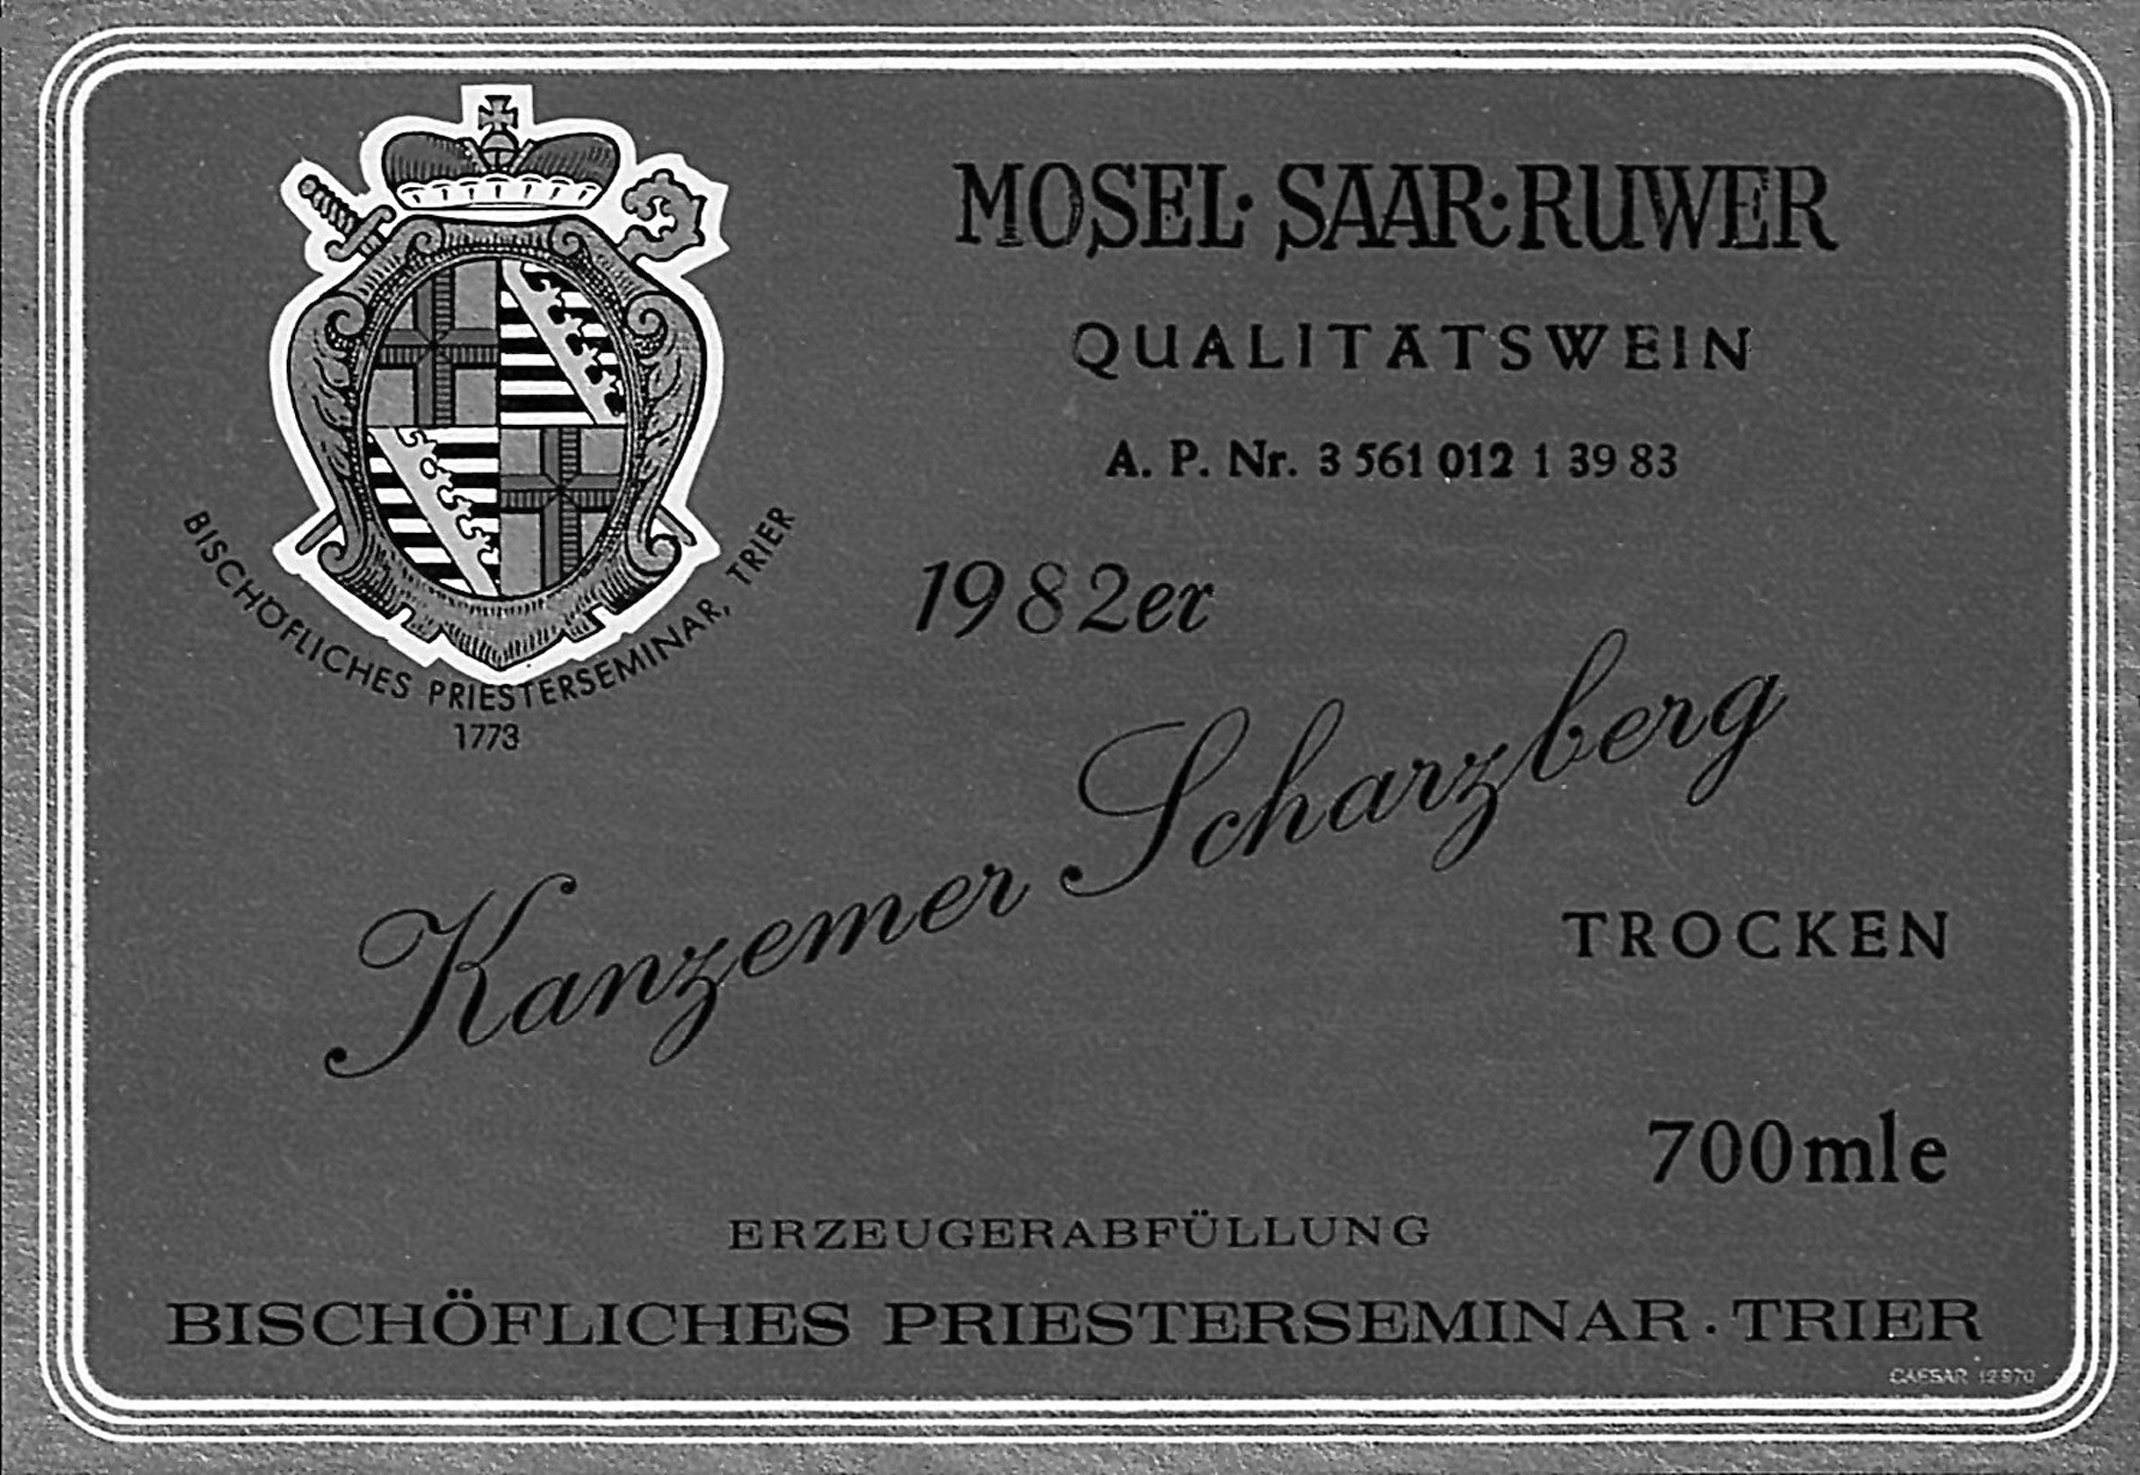 MOSEL· SAAR·RUWER
QUALITÄTSWEIN
A. P. Nr. 3 561 012 1 39 83
BISCHÖFLICHES PRIESTERSEMINAR, TRIER
1773
1982er
Kanzemer Scharzberg
TROCKEN
700mle
ERZEUGERABFÜLLUNG
BISCHÖFLICHES PRIESTERSEMINAR · TRIER
CAESAR 12970